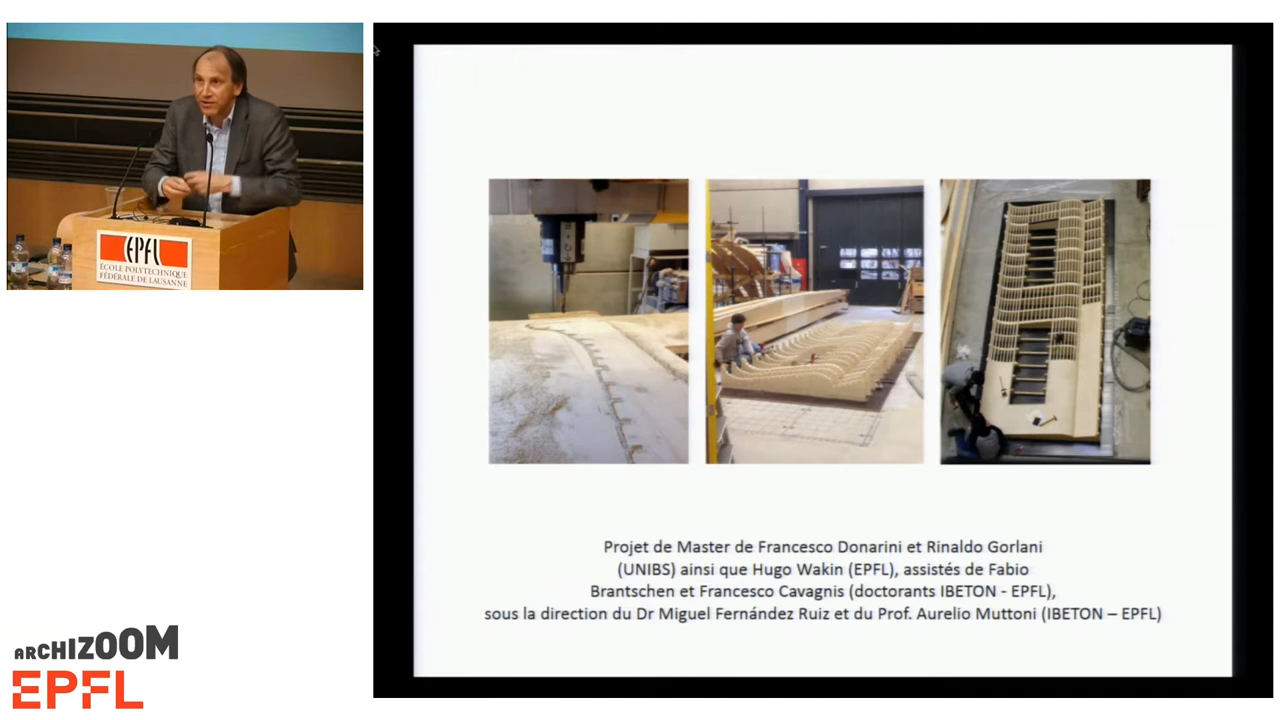 EPFL
ÉCOLE POLYTECHNIQUE
FÉDÉRALE DE LAUSANNE
Projet de Master de Francesco Donarini et Rinaldo Gorlani
(UNIBS) ainsi que Hugo Wakin (EPFL), assistés de Fabio
Brantschen et Francesco Cavagnis (doctorants IBETON - EPFL),
sous la direction du Dr Miguel Fernández Ruiz et du Prof. Aurelio Muttoni (IBETON – EPFL)
ARCHIZOOM
EPFL